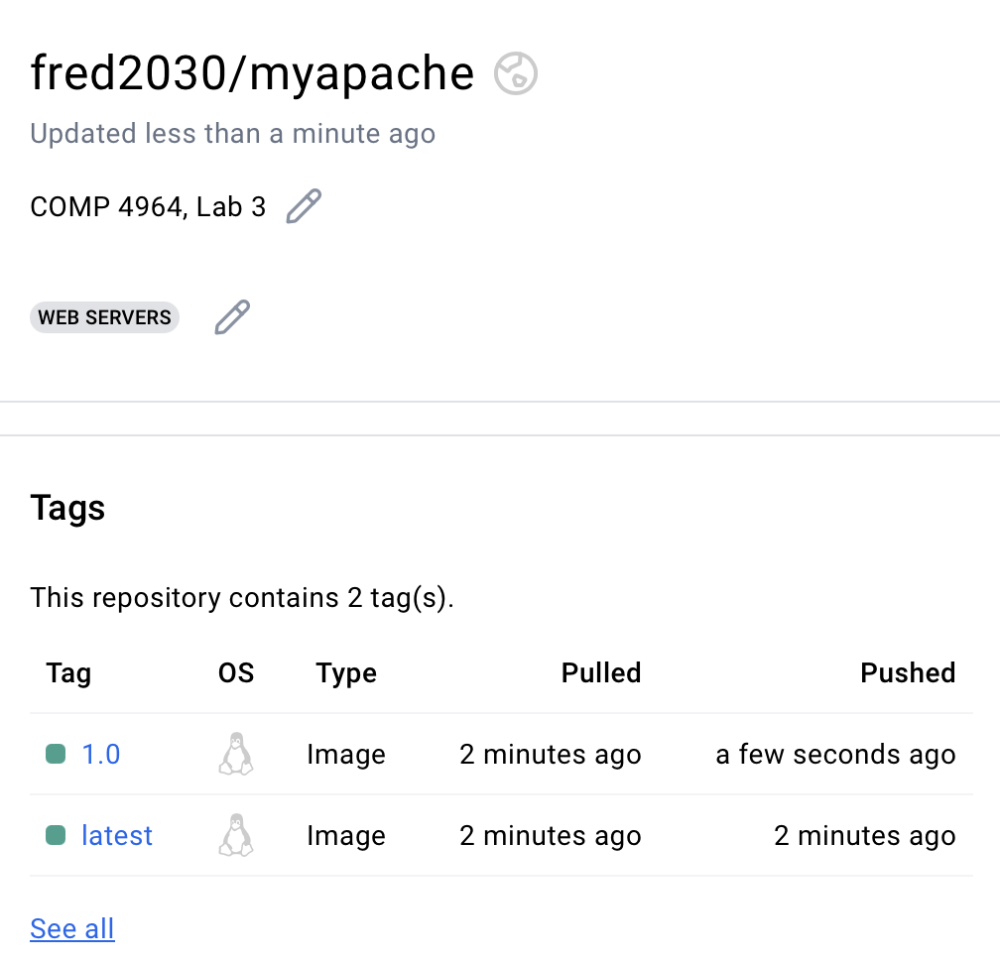 fred2030/myapache
Updated less than a minute ago
COMP 4964, Lab 3
WEB SERVERS
Tags
This repository contains 2 tag(s).
Tag OS Type Pulled Pushed
1.0 Image 2 minutes ago a few seconds ago
latest Image 2 minutes ago 2 minutes ago
See all